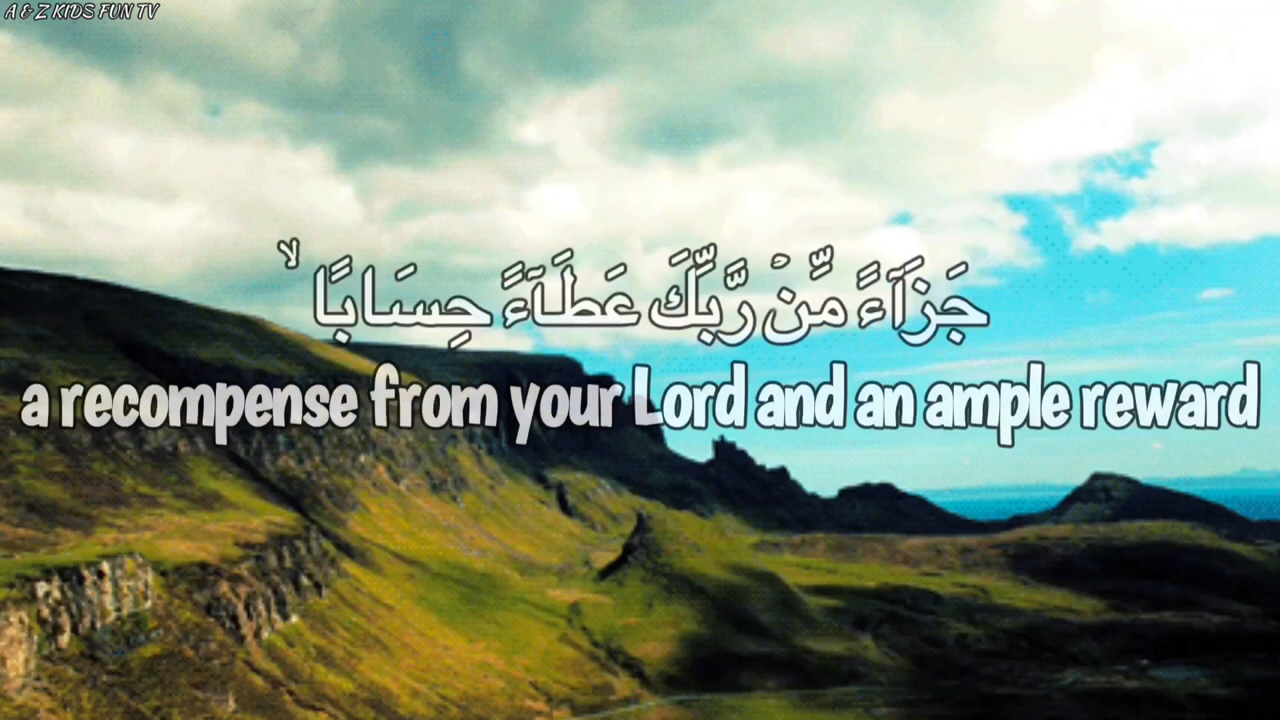 A & Z KIDS FUN TV
جَزَآءً مِّنۡ رَّبِّكَ عَطَآءً حِسَابًا ۙ
a recompense from your Lord and an ample reward